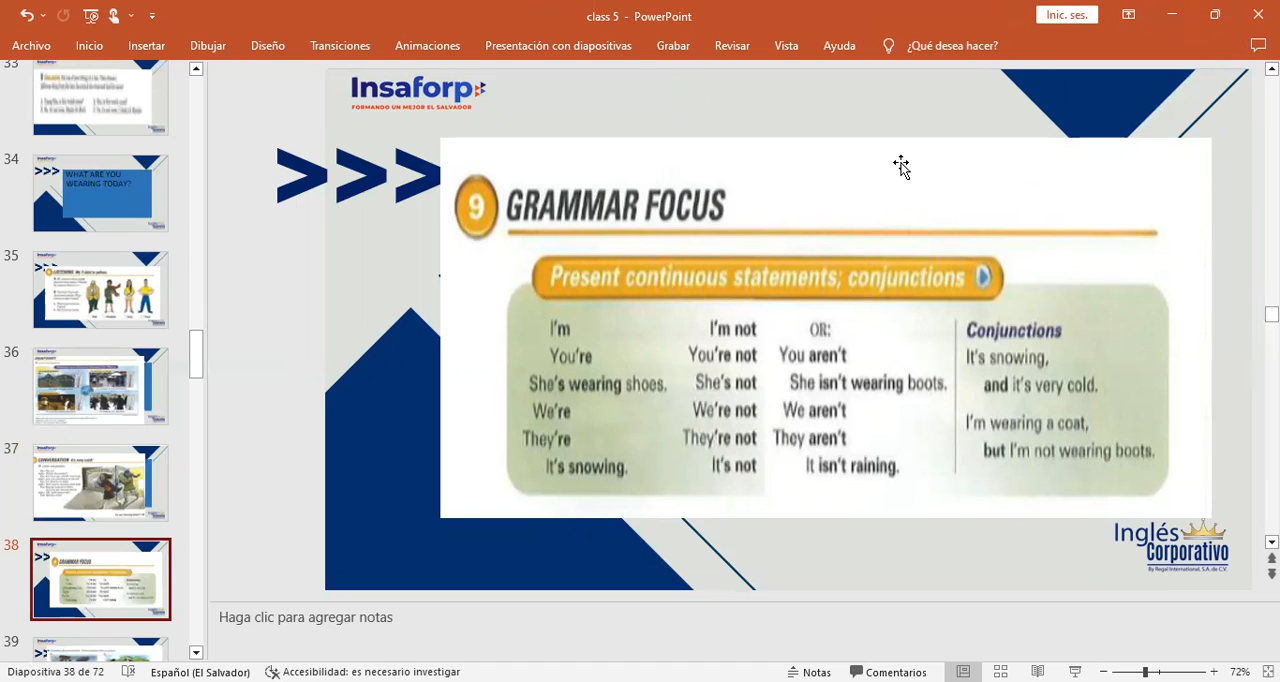 class 5 - PowerPoint
Inic. ses.
Archivo Inicio Insertar Dibujar Diseño Transiciones Animaciones Presentación con diapositivas Grabar Revisar Vista Ayuda ¿Qué desea hacer?
33
34
WHAT ARE YOU
WEARING TODAY?
35
36
37
38
GRAMMAR FOCUS
39
Insaforp
FORMANDO UN MEJOR EL SALVADOR
>>>
9 GRAMMAR FOCUS
Present continuous statements; conjunctions
I'm I'm not OR: Conjunctions
You're You're not You aren't It's snowing,
She's wearing shoes. She's not She isn't wearing boots. and it's very cold.
We're We're not We aren't I'm wearing a coat,
They're They're not They aren't but I'm not wearing boots.
It's snowing. It's not It isn't raining.
Inglés
Corporativo
By Regal International, S.A. de C.V.
Haga clic para agregar notas
Diapositiva 38 de 72 Español (El Salvador) Accesibilidad: es necesario investigar Notas Comentarios 72%